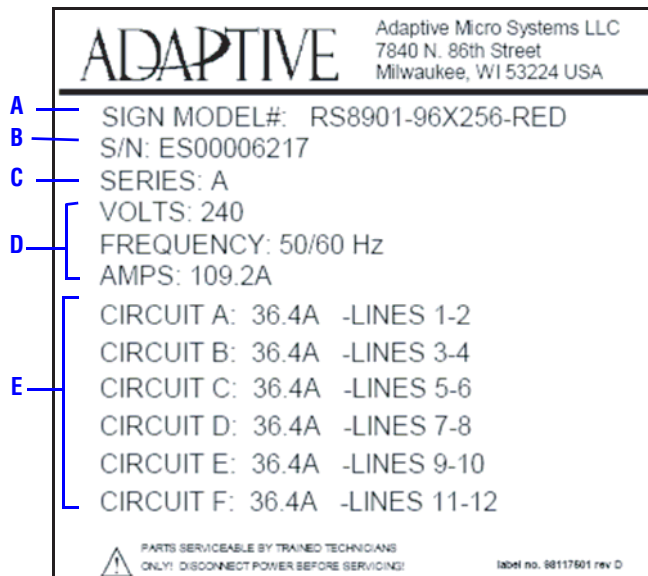 ADAPTIVE
Adaptive Micro Systems LLC
7840 N. 86th Street
Milwaukee, WI 53224 USA
A
SIGN MODEL#: RS8901-96X256-RED
B
S/N: ES00006217
C
SERIES: A
VOLTS: 240
D
FREQUENCY: 50/60 Hz
AMPS: 109.2A
CIRCUIT A: 36.4A -LINES 1-2
CIRCUIT B: 36.4A -LINES 3-4
E
CIRCUIT C: 36.4A -LINES 5-6
CIRCUIT D: 36.4A -LINES 7-8
CIRCUIT E: 36.4A -LINES 9-10
CIRCUIT F: 36.4A -LINES 11-12
PARTS SERVICEABLE BY TRAINED TECHNICIANS
ONLY! DISCONNECT POWER BEFORE SERVICING!
label no. 98117501 rev D